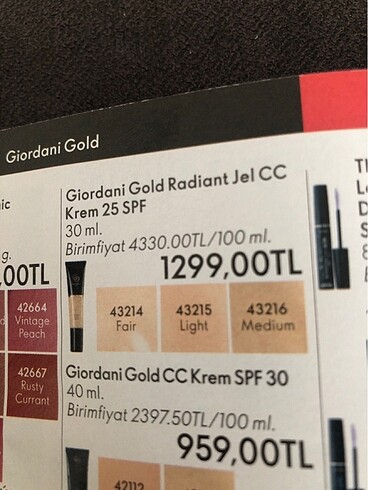 Giordani Gold
Giordani Gold Radiant Jel CC
Krem 25 SPF
30 ml.
Birimfiyat 4330.00TL/100 ml.
1299,00TL
43214
Fair
43215
Light
43216
Medium
Giordani Gold CC Krem SPF 30
40 ml.
Birimfiyat 2397.50TL/100 ml.
959,00TL
42112
,00TL
42664
Vintage
Peach
42667
Rusty
Currant